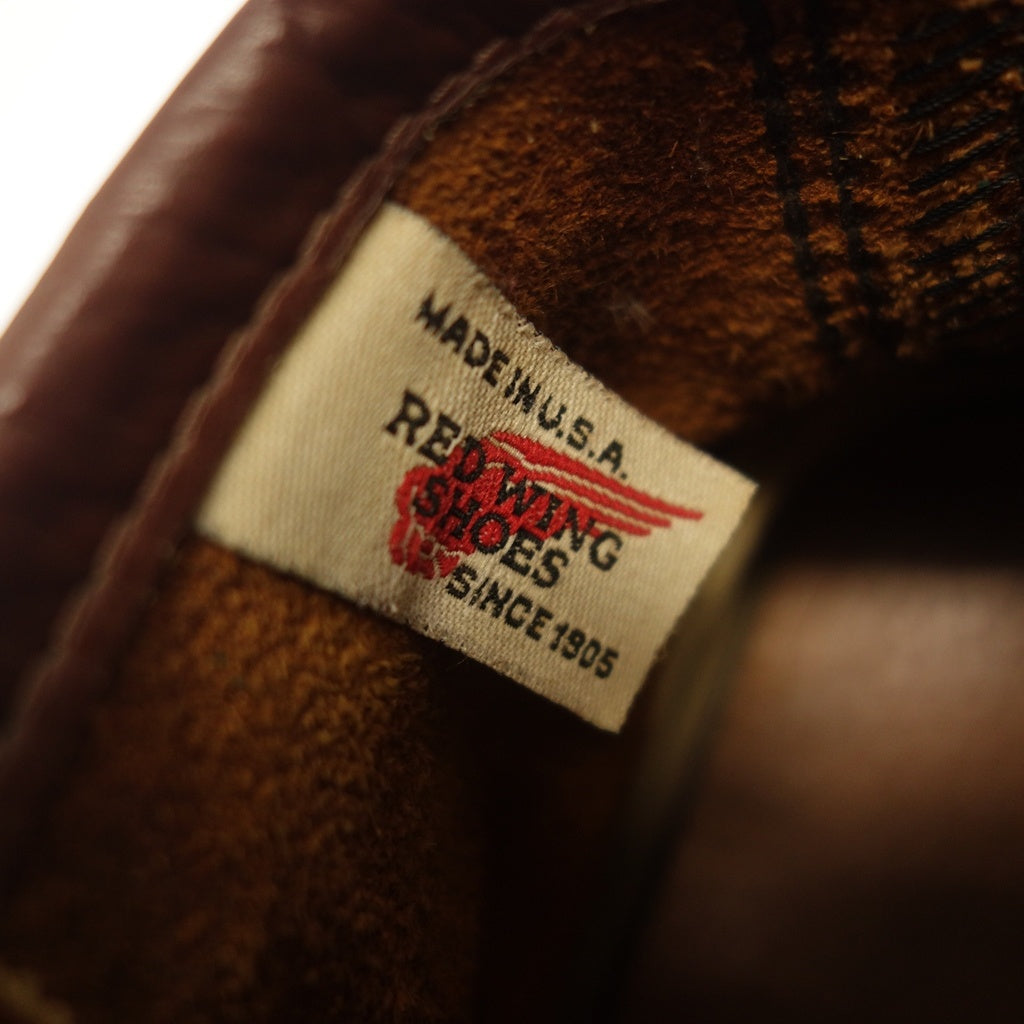 MADE IN U.S.A.
RED WING
SHOES
SINCE 1905